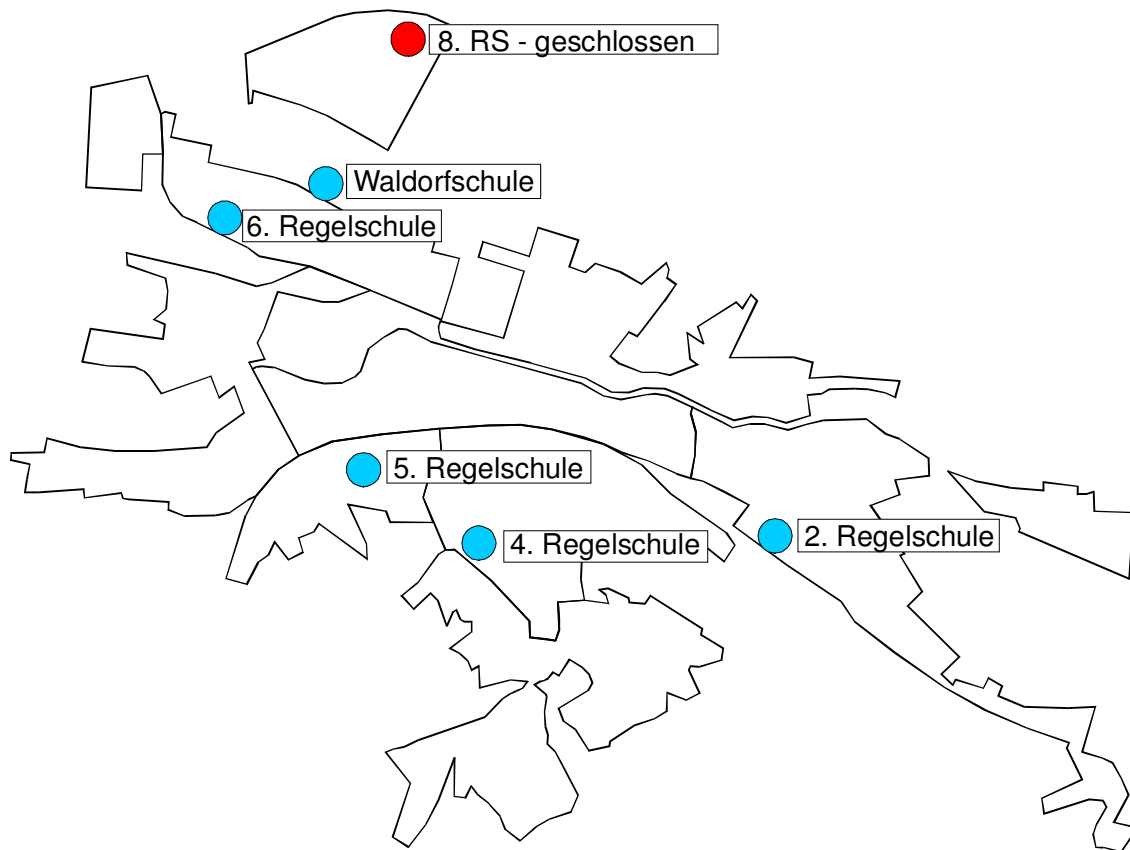 8. RS - geschlossen
Waldorfschule
6. Regelschule
5. Regelschule
4. Regelschule
2. Regelschule